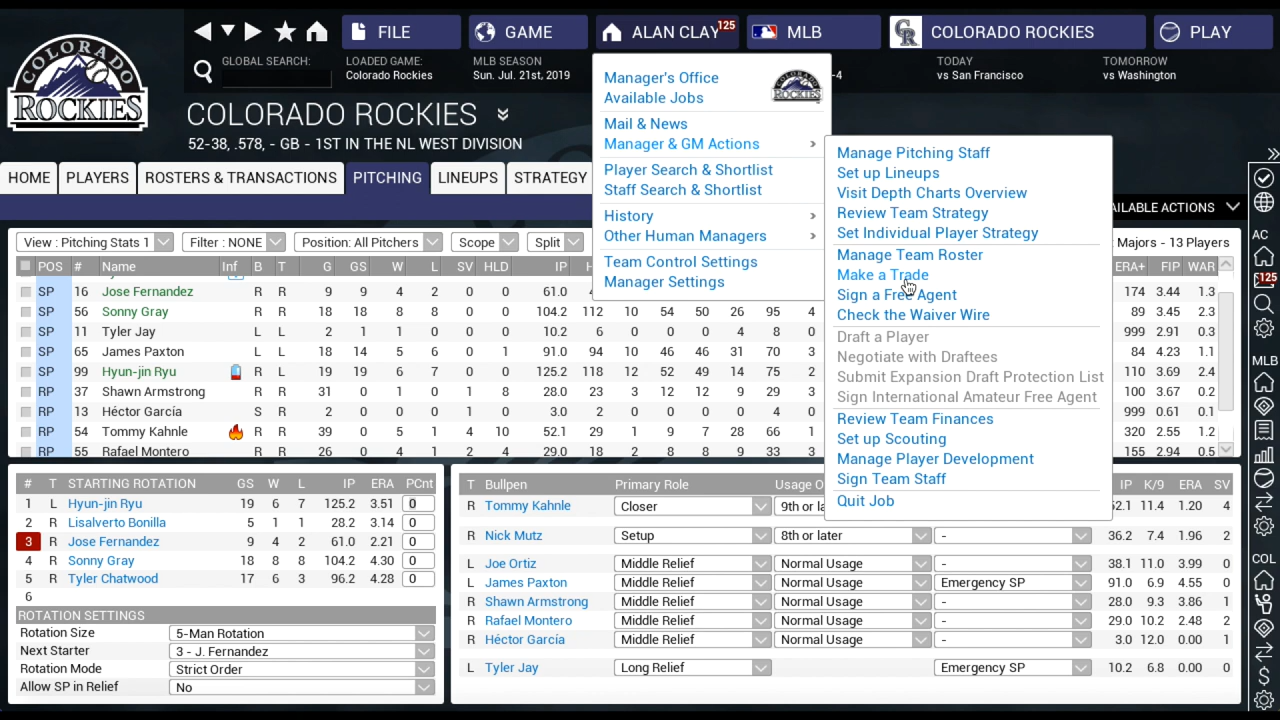 COLORADO ROCKIES
FILE
GAME
ALAN CLAY 125
MLB
CR
COLORADO ROCKIES
PLAY
GLOBAL SEARCH:
LOADED GAME:
Colorado Rockies
MLB SEASON
Sun. Jul. 21st, 2019
-4
TODAY
vs San Francisco
TOMORROW
vs Washington
COLORADO ROCKIES
52-38, .578, - GB - 1ST IN THE NL WEST DIVISION
HOME
PLAYERS
ROSTERS & TRANSACTIONS
PITCHING
LINEUPS
STRATEGY
AILABLE ACTIONS
Manager's Office
Available Jobs
Mail & News
Manager & GM Actions
Player Search & Shortlist
Staff Search & Shortlist
History
Other Human Managers
Team Control Settings
Manager Settings
COLORADO ROCKIES
Manage Pitching Staff
Set up Lineups
Visit Depth Charts Overview
Review Team Strategy
Set Individual Player Strategy
Manage Team Roster
Make a Trade
Sign a Free Agent
Check the Waiver Wire
Draft a Player
Negotiate with Draftees
Submit Expansion Draft Protection List
Sign International Amateur Free Agent
Review Team Finances
Set up Scouting
Manage Player Development
Sign Team Staff
Quit Job
View : Pitching Stats 1
Filter : NONE
Position: All Pitchers
Scope
Split
Majors - 13 Players
POS # Name Inf B T G GS W L SV HLD IP H ERA+ FIP WAR
SP 16 Jose Fernandez R R 9 9 4 2 0 0 61.0 174 3.44 1.3
SP 56 Sonny Gray R R 18 18 8 8 0 0 104.2 112 10 54 50 26 95 4 89 3.45 2.3
SP 11 Tyler Jay L L 2 1 1 0 0 0 10.2 6 0 0 0 4 8 0 999 2.91 0.3
SP 65 James Paxton L L 18 14 5 6 0 1 91.0 94 10 46 46 31 70 3 84 4.23 1.1
SP 99 Hyun-jin Ryu R L 19 19 6 7 0 0 125.2 118 12 52 49 14 75 2 110 3.69 2.4
RP 37 Shawn Armstrong R R 31 0 1 0 1 8 28.0 23 3 12 12 9 29 3 100 3.67 0.2
RP 13 Héctor García S R 2 0 0 0 1 0 3.0 2 0 0 0 0 4 0 999 0.61 0.1
RP 54 Tommy Kahnle R R 39 0 5 1 4 10 52.1 29 1 9 7 28 66 1 320 2.55 1.2
RP 55 Rafael Montero R R 26 0 4 1 2 4 29.0 18 2 8 8 9 33 3 155 2.94 0.5
# T STARTING ROTATION GS W L IP ERA PCnt
1 L Hyun-jin Ryu 19 6 7 125.2 3.51 0
2 R Lisalverto Bonilla 5 1 1 28.2 3.14 0
3 R Jose Fernandez 9 4 2 61.0 2.21 0
4 R Sonny Gray 18 8 8 104.2 4.30 0
5 R Tyler Chatwood 17 6 3 96.2 4.28 0
6
ROTATION SETTINGS
Rotation Size 5-Man Rotation
Next Starter 3 - J. Fernandez
Rotation Mode Strict Order
Allow SP in Relief No
T Bullpen Primary Role Usage O IP K/9 ERA SV
R Tommy Kahnle Closer 9th or la 52.1 11.4 1.20 4
R Nick Mutz Setup 8th or later - 36.2 7.4 1.96 2
L Joe Ortiz Middle Relief Normal Usage - 38.1 11.0 3.99 0
L James Paxton Middle Relief Normal Usage Emergency SP 91.0 6.9 4.55 0
R Shawn Armstrong Middle Relief Normal Usage - 28.0 9.3 3.86 1
R Rafael Montero Middle Relief Normal Usage - 29.0 10.2 2.48 2
R Héctor García Middle Relief Normal Usage - 3.0 12.0 0.00 1
L Tyler Jay Long Relief Emergency SP 10.2 6.8 0.00 0
AC
125
MLB
COL